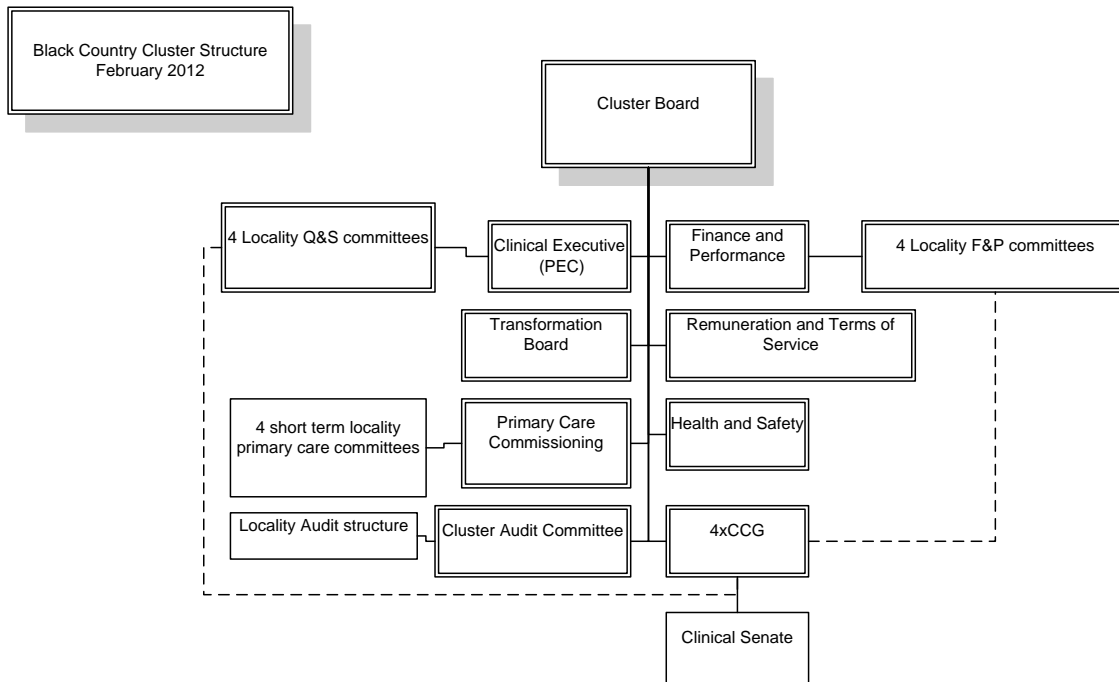 Black Country Cluster Structure
February 2012
Cluster Board
4 Locality Q&S committees
Clinical Executive
(PEC)
Finance and
Performance
4 Locality F&P committees
Transformation
Board
Remuneration and Terms of
Service
4 short term locality
primary care committees
Primary Care
Commissioning
Health and Safety
Locality Audit structure
Cluster Audit Committee
4xCCG
Clinical Senate